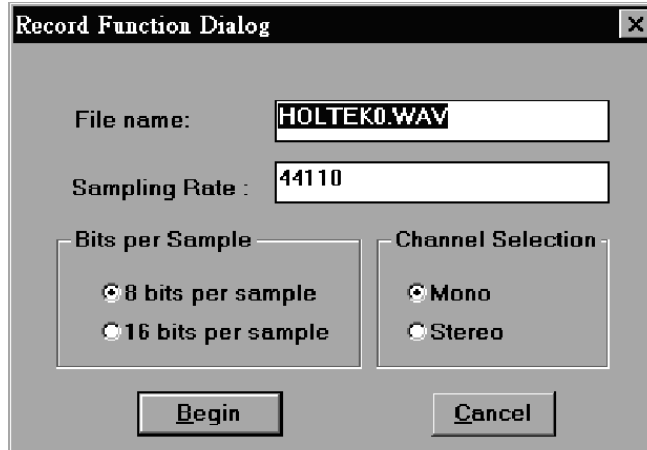 Record Function Dialog
File name: HOLTEK0.WAV
Sampling Rate : 44110
Bits per Sample
8 bits per sample
16 bits per sample
Channel Selection
Mono
Stereo
Begin Cancel